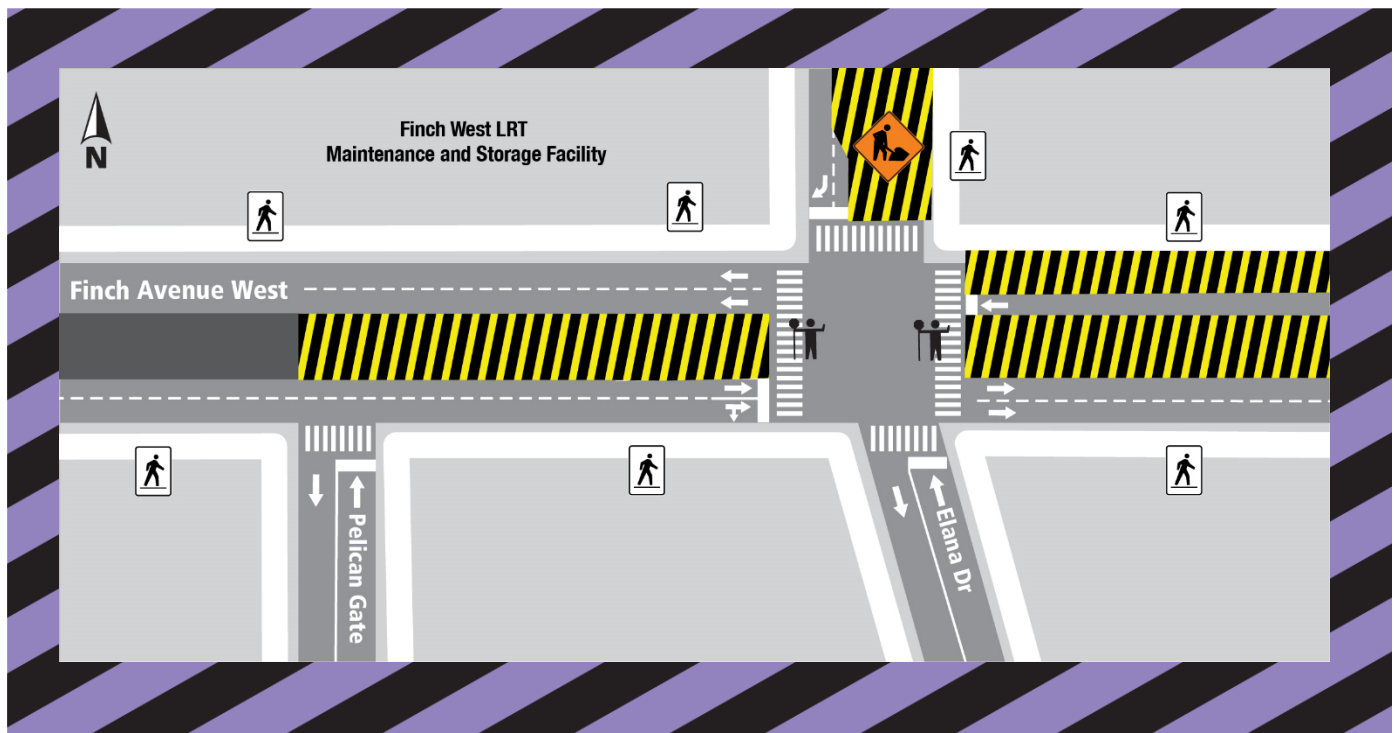 Finch West LRT
Maintenance and Storage Facility
N
Finch Avenue West
Pelican Gate
Elana Dr